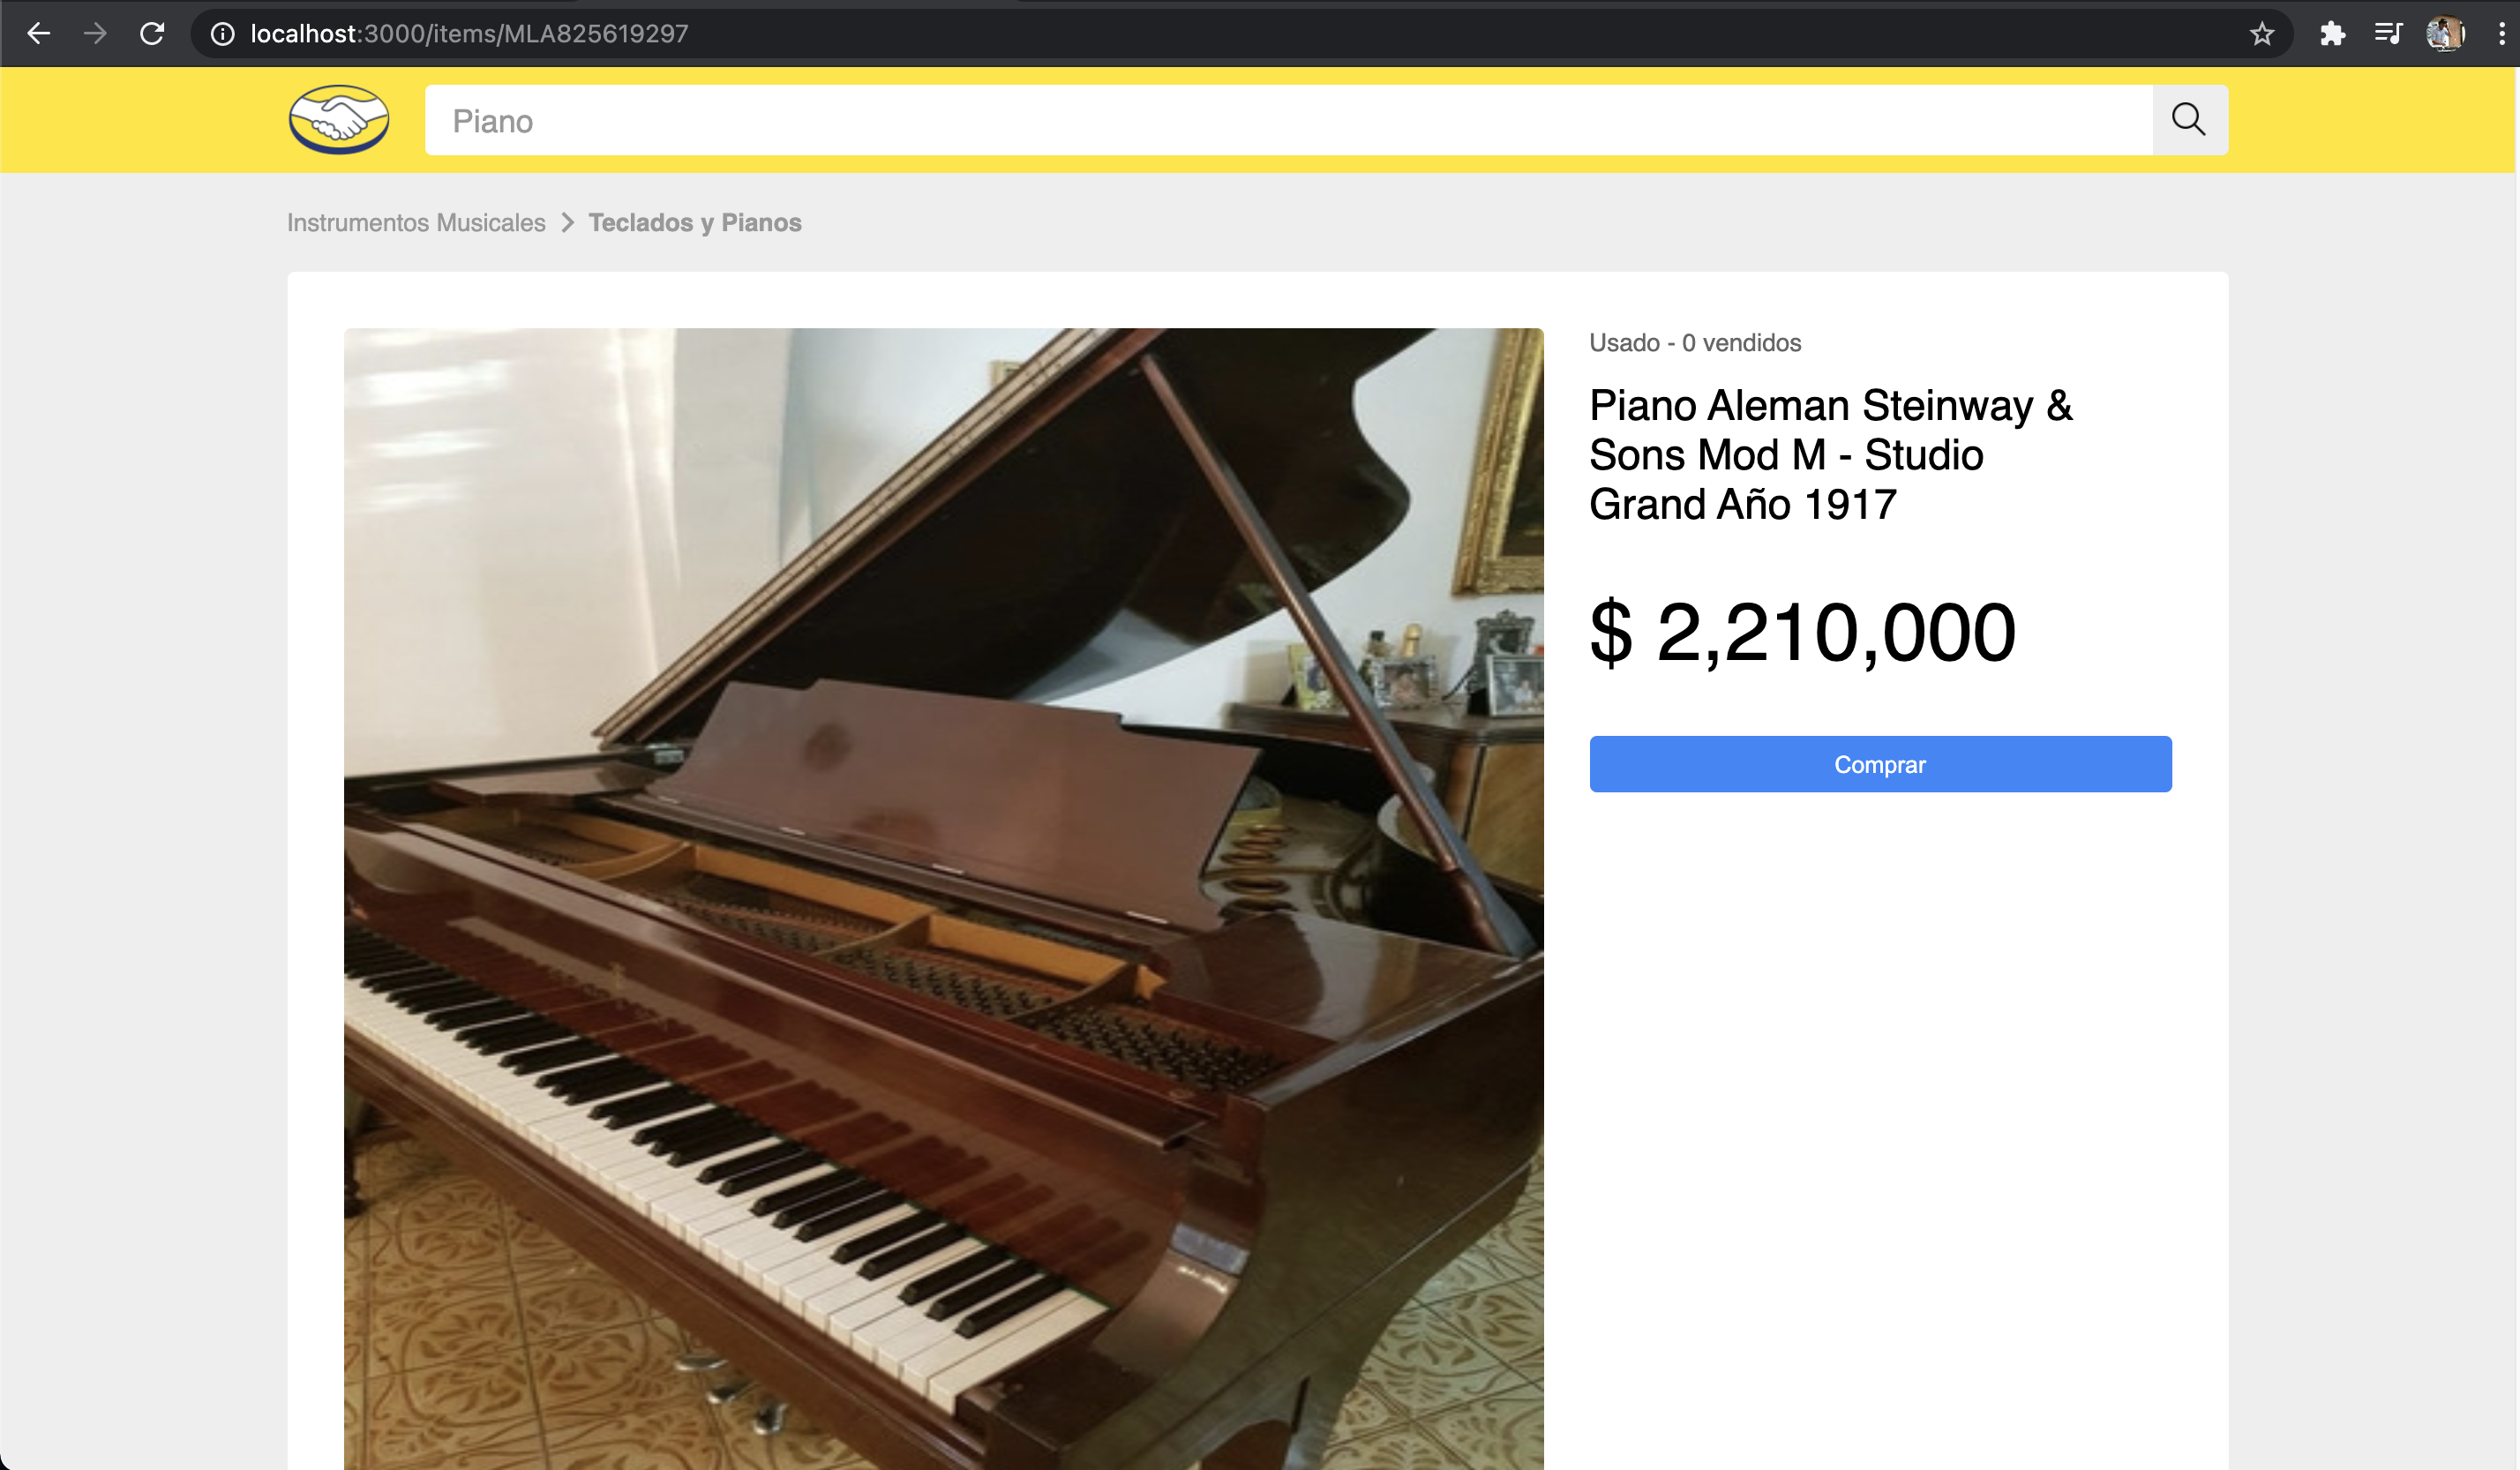 localhost:3000/items/MLA825619297
Piano
Instrumentos Musicales > Teclados y Pianos
Usado - 0 vendidos
Piano Aleman Steinway &
Sons Mod M - Studio
Grand Año 1917
$ 2,210,000
Comprar